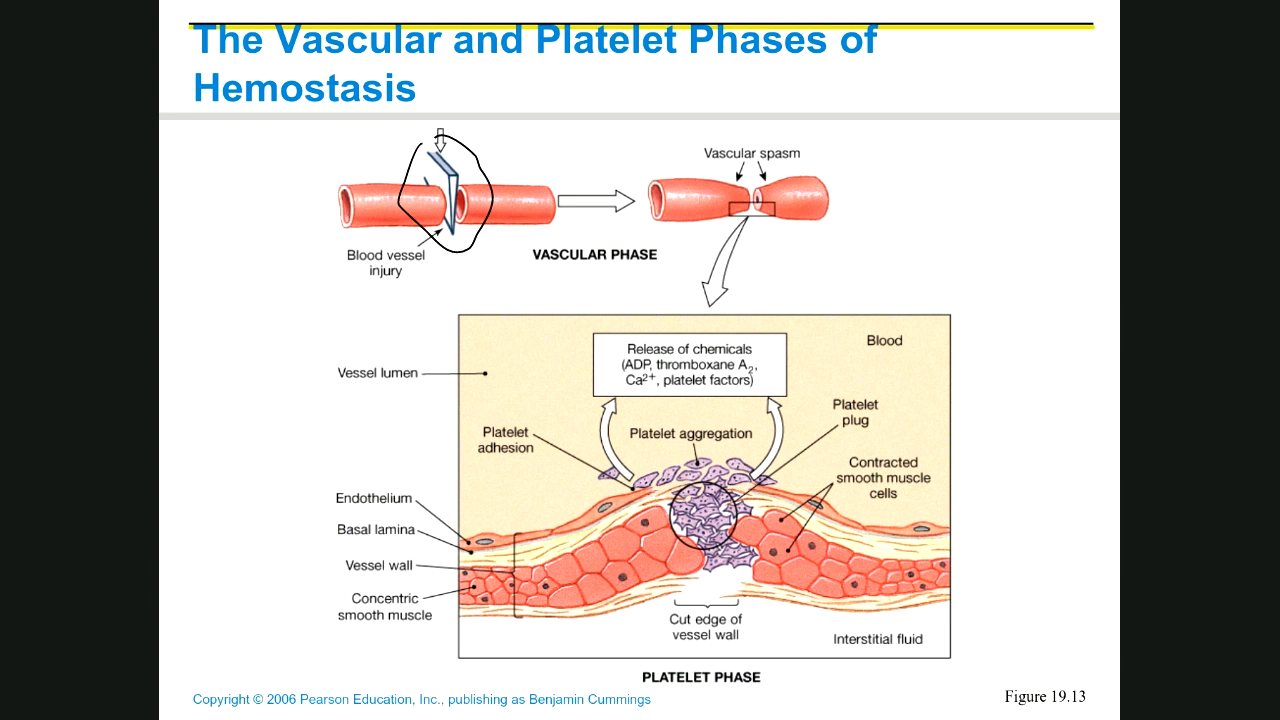 The Vascular and Platelet Phases of
Hemostasis
Vascular spasm
Blood vessel
injury
VASCULAR PHASE
Release of chemicals
(ADP, thromboxane A₂,
Ca²⁺, platelet factors)
Blood
Vessel lumen
Platelet
plug
Platelet
adhesion
Platelet aggregation
Contracted
smooth muscle
cells
Endothelium
Basal lamina
Vessel wall
Concentric
smooth muscle
Cut edge of
vessel wall
Interstitial fluid
PLATELET PHASE
Copyright © 2006 Pearson Education, Inc., publishing as Benjamin Cummings
Figure 19.13